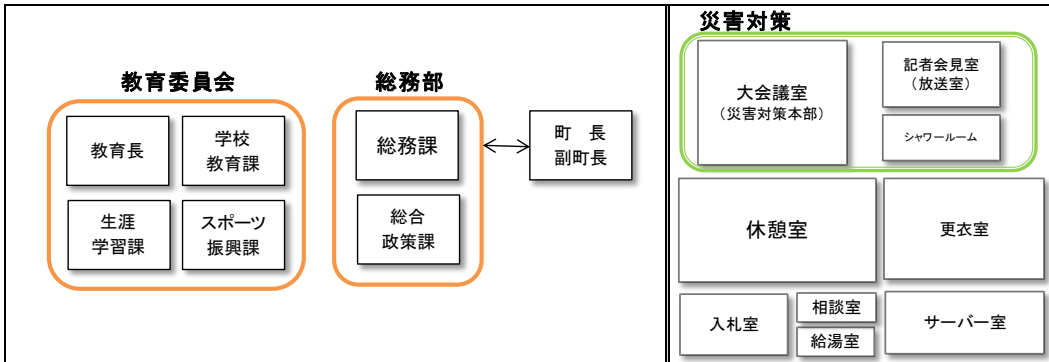 教育委員会
教育長
学校
教育課
生涯
学習課
スポーツ
振興課
総務部
総務課
総合
政策課
町　長
副町長
災害対策
大会議室
（災害対策本部）
記者会見室
（放送室）
シャワールーム
休憩室
更衣室
入札室
相談室
給湯室
サーバー室